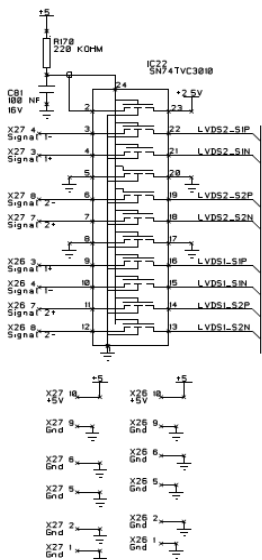 +5
R170
220 KOHM
24
IC22
SN74TVC3010
+2.5V
CB1
100 NF
16V
2
23
X27 4
Signal 1-
3
22
LVDS2_S1P
X27 3
Signal 1+
4
21
LVDS2_S1N
5
20
X27 8
Signal 2-
6
19
LVDS2_S2P
X27 7
Signal 2+
7
18
LVDS2_S2N
8
17
X26 3
Signal 1+
9
16
LVDS1_S1P
X26 4
Signal 1-
10
15
LVDS1_S1N
X26 7
Signal 2+
11
14
LVDS1_S2P
X26 8
Signal 2-
12
13
LVDS1_S2N
1
+5
+5
X27 10
+5V
X26 10
+5V
X27 9
Gnd
X26 9
Gnd
X27 6
Gnd
X26 6
Gnd
X27 5
Gnd
X26 5
Gnd
X27 2
Gnd
X26 2
Gnd
X27 1
Gnd
X26 1
Gnd